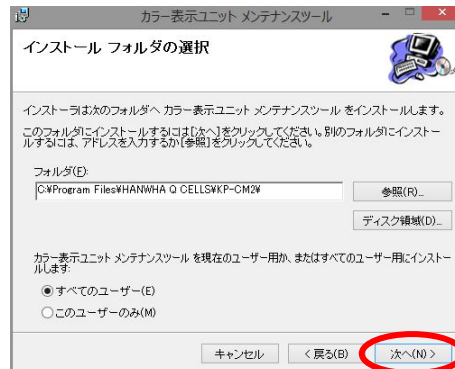 カラー表示ユニット メンテナンスツール
インストール フォルダの選択
インストーラは次のフォルダへ カラー表示ユニット メンテナンスツール をインストールします。
このフォルダにインストールするには[次へ]をクリックしてください。別のフォルダにインストー
ルするには、アドレスを入力するか[参照]をクリックしてください。
フォルダ(F):
C:¥Program Files¥HANWHA Q CELLS¥KP-CM2¥
参照(R)...
ディスク領域(D)...
カラー表示ユニット メンテナンスツール を現在のユーザー用か、またはすべてのユーザー用にインストー
ルします:
すべてのユーザー(E)
このユーザーのみ(M)
キャンセル
< 戻る(B)
次へ(N) >